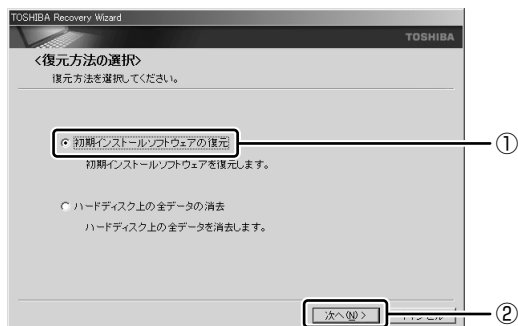 TOSHIBA Recovery Wizard
TOSHIBA
<復元方法の選択>
復元方法を選択してください。
初期インストールソフトウェアの復元
①
初期インストールソフトウェアを復元します。
ハードディスク上の全データの消去
ハードディスク上の全データを消去します。
次へ(N) >
②